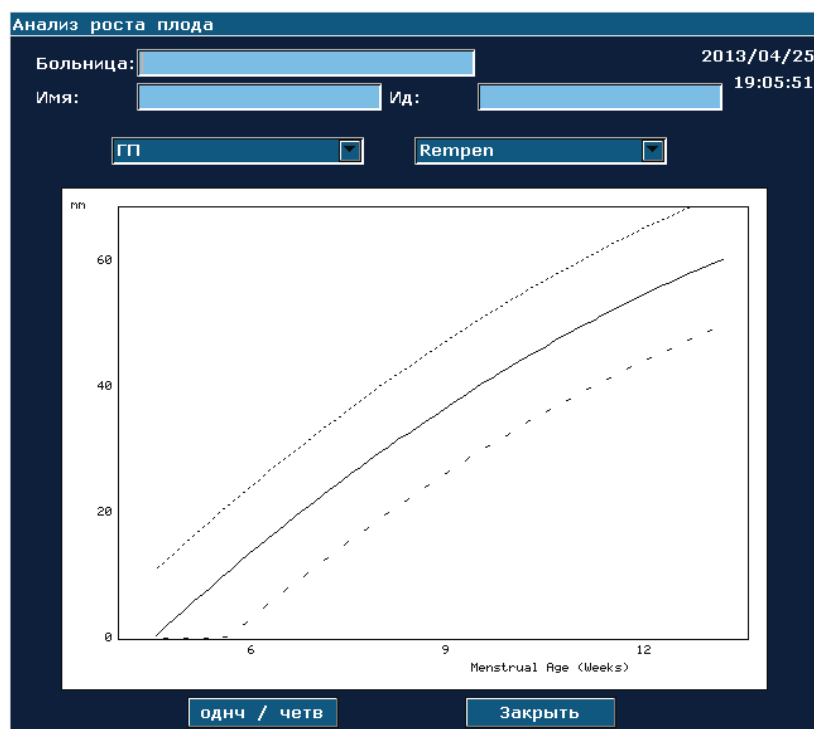 Анализ роста плода
Больница:
2013/04/25
Имя:
Ид:
19:05:51
ГП
Rempen
mm
60
40
20
0
6 9 12
Menstrual Age (Weeks)
однч / четв
Закрыть